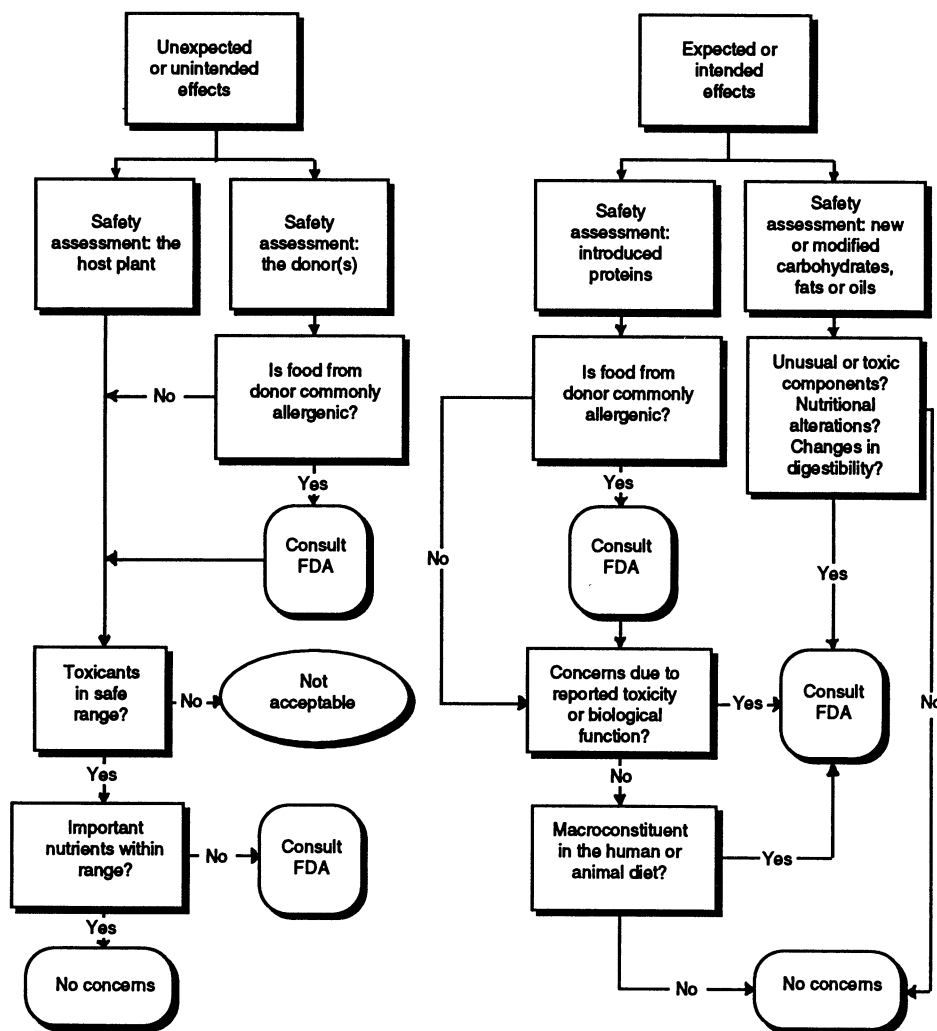 Unexpected
or unintended
effects
Expected or
intended
effects
Safety
assessment: the
host plant
Safety
assessment:
the donor(s)
Safety
assessment:
introduced
proteins
Safety
assessment: new
or modified
carbohydrates,
fats or oils
Is food from
donor commonly
allergenic?
No
Is food from
donor commonly
allergenic?
Unusual or toxic
components?
Nutritional
alterations?
Changes in
digestibility?
Yes
Consult
FDA
Yes
Consult
FDA
No
Yes
Toxicants
in safe
range?
No
Not
acceptable
Concerns due to
reported toxicity
or biological
function?
Yes
Consult
FDA
No
Yes
No
Important
nutrients within
range?
No
Consult
FDA
Macroconstituent
in the human or
animal diet?
Yes
Yes
No concerns
No
No concerns